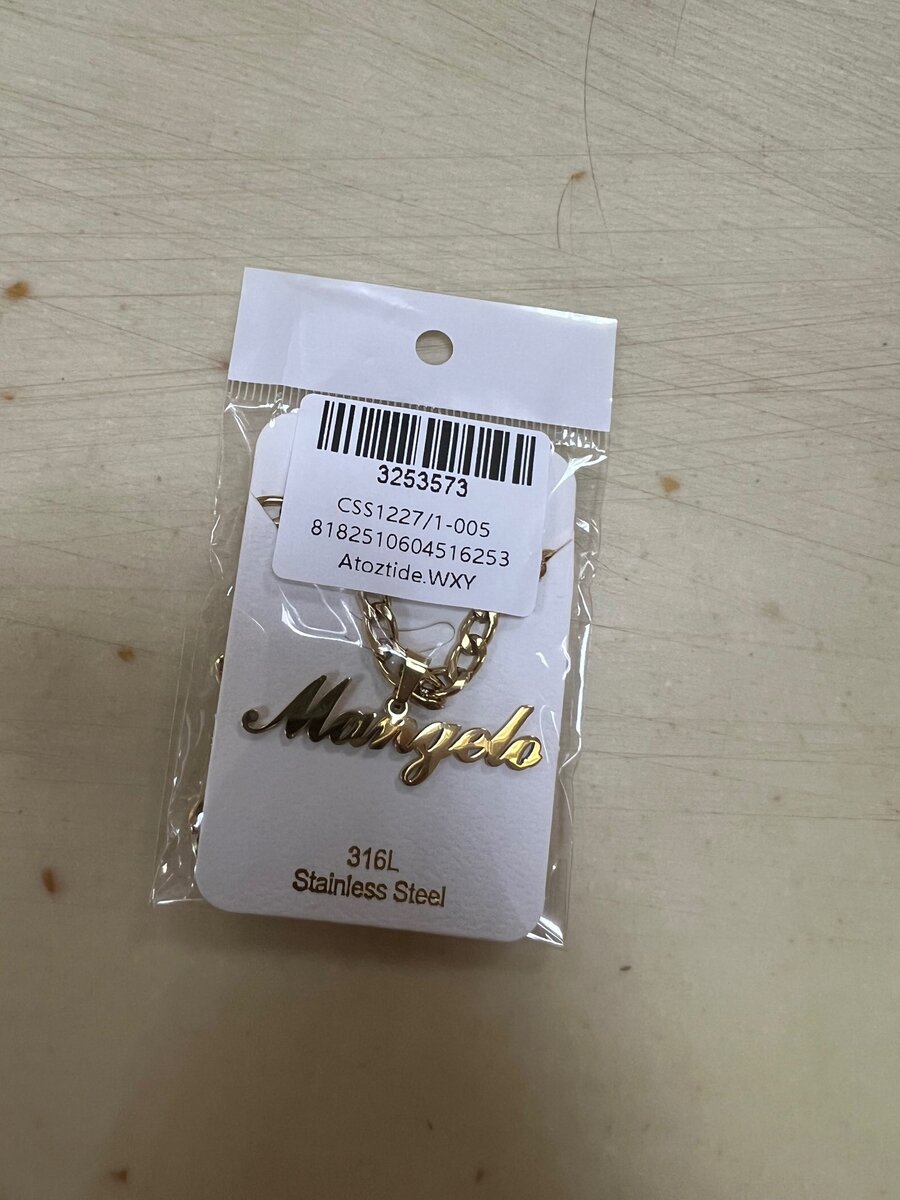 3253573
CSS1227/1-005
8182510604516253
Atoztide.WXY
Mangelo
316L
Stainless Steel